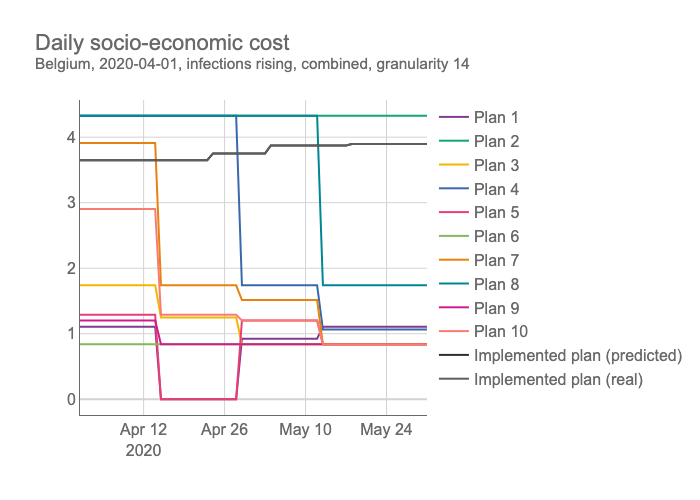 Daily socio-economic cost
Belgium, 2020-04-01, infections rising, combined, granularity 14
4
3
2
1
0
Apr 12
2020
Apr 26
May 10
May 24
Plan 1
Plan 2
Plan 3
Plan 4
Plan 5
Plan 6
Plan 7
Plan 8
Plan 9
Plan 10
Implemented plan (predicted)
Implemented plan (real)